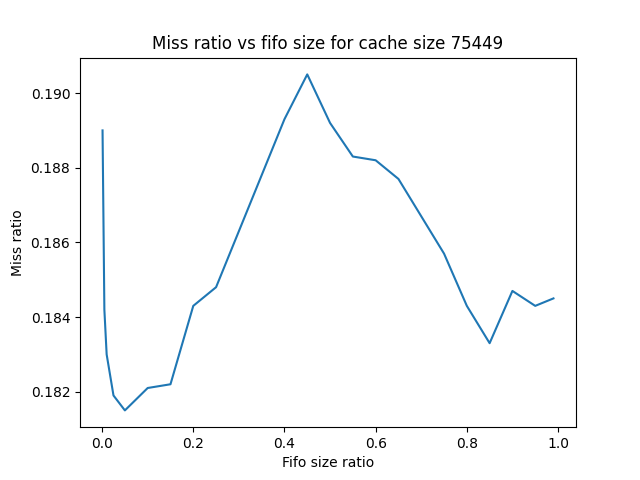 Miss ratio vs fifo size for cache size 75449
0.190
0.188
0.186
0.184
0.182
Miss ratio
0.0 0.2 0.4 0.6 0.8 1.0
Fifo size ratio